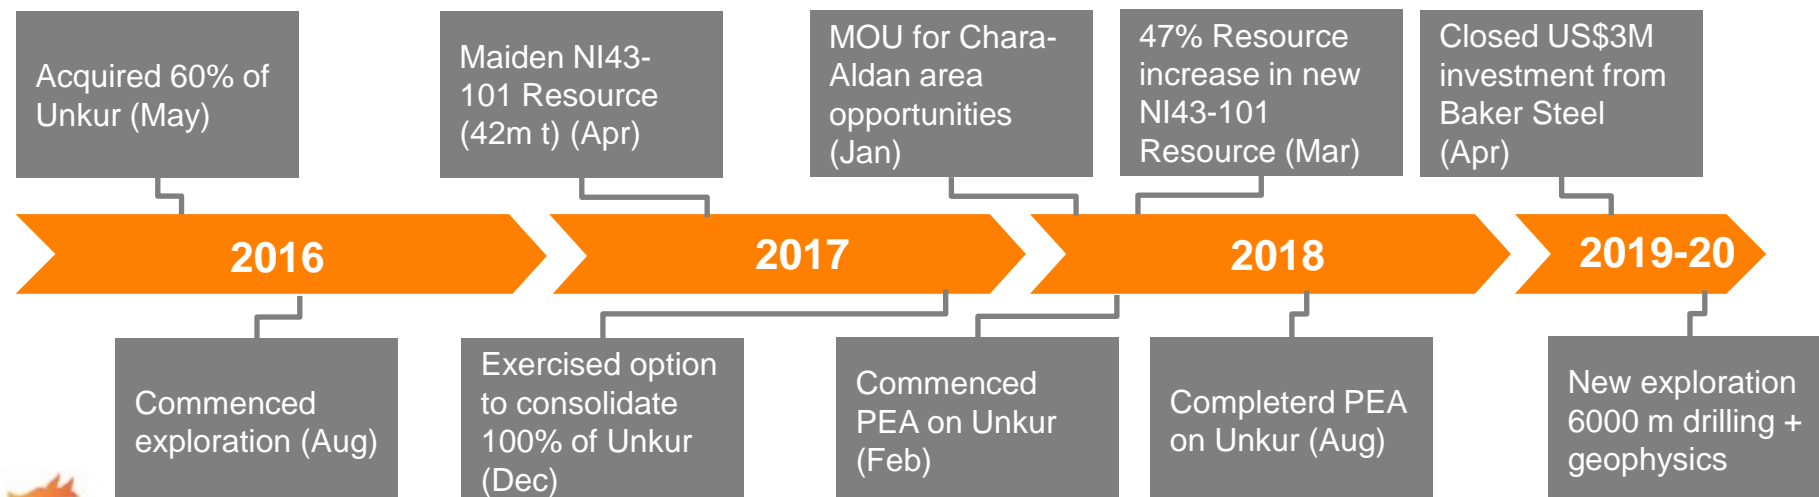 Acquired 60% of
Unkur (May)
Maiden NI43-
101 Resource
(42m t) (Apr)
MOU for Chara-
Aldan area
opportunities
(Jan)
47% Resource
increase in new
NI43-101
Resource (Mar)
Closed US$3M
investment from
Baker Steel
(Apr)
2016
2017
2018
2019-20
Commenced
exploration (Aug)
Exercised option
to consolidate
100% of Unkur
(Dec)
Commenced
PEA on Unkur
(Feb)
Completerd PEA
on Unkur (Aug)
New exploration
6000 m drilling +
geophysics